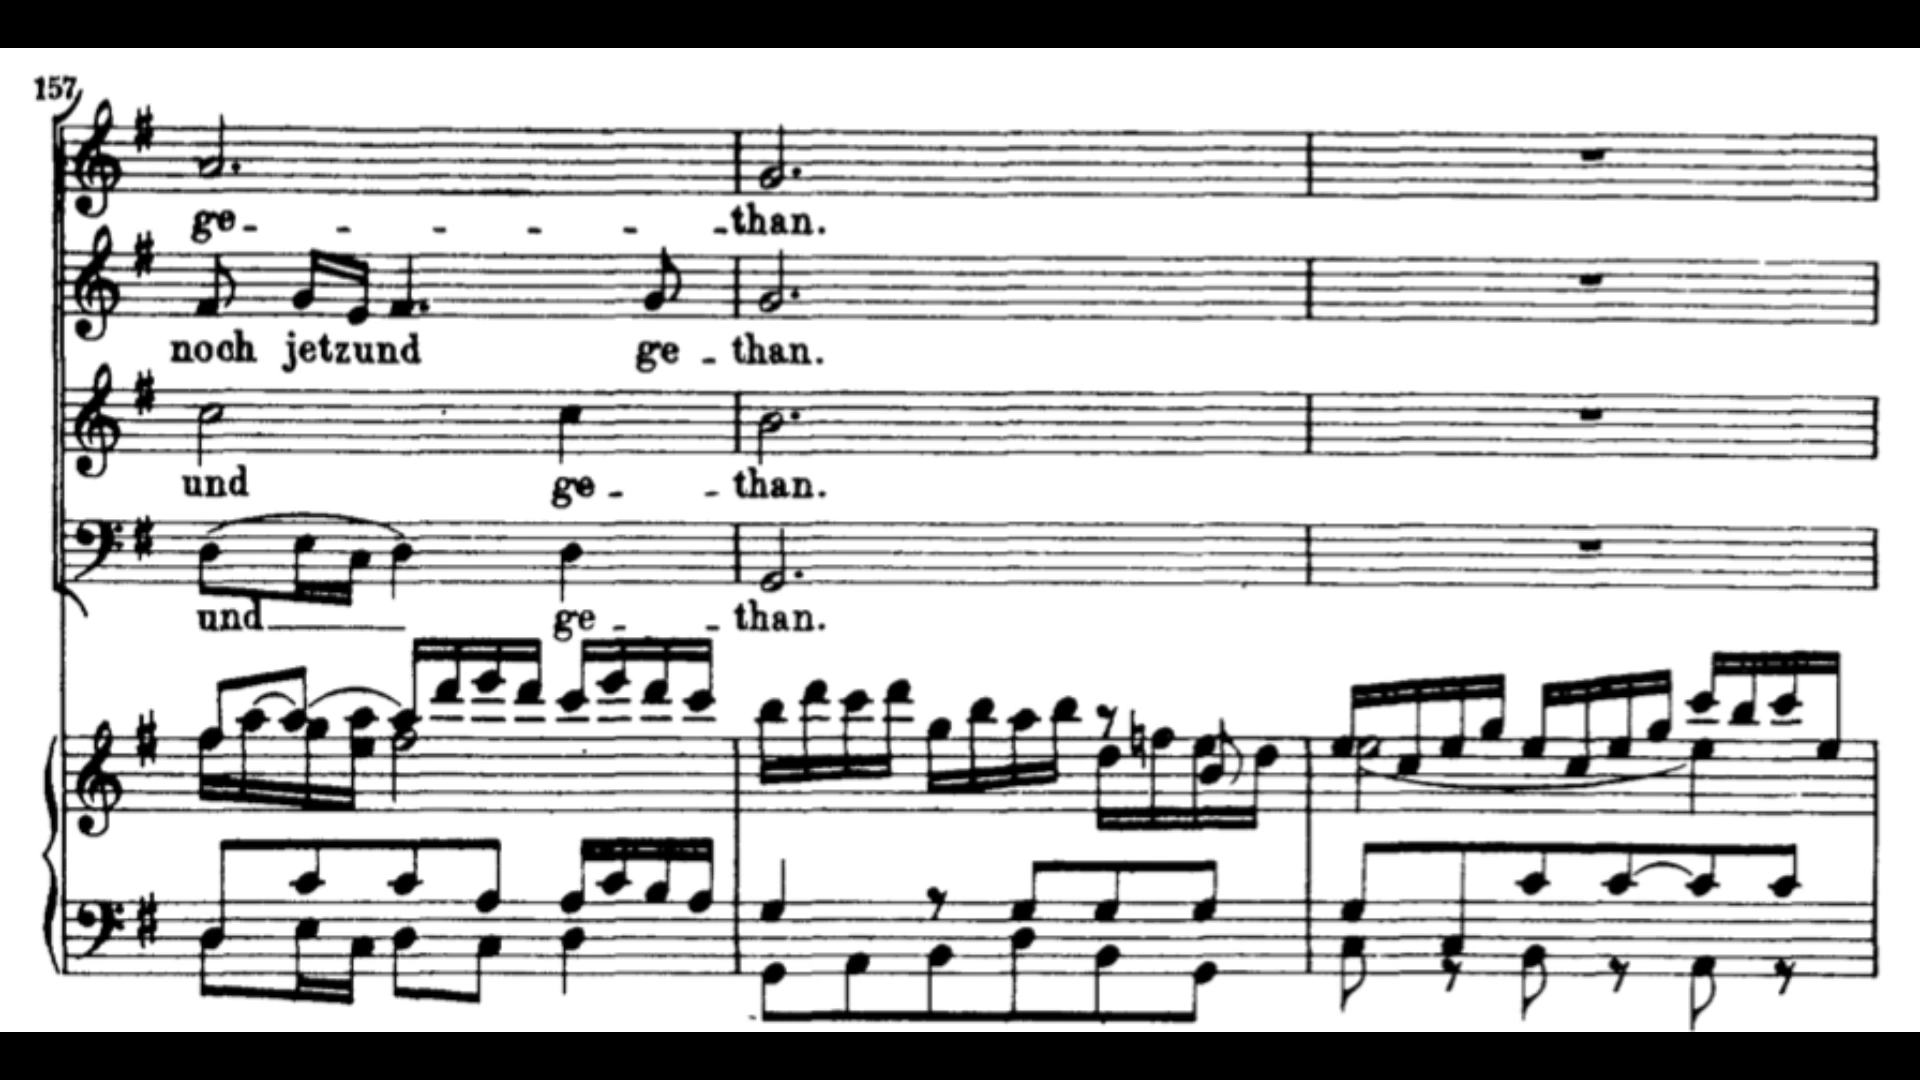 157
ge - - - - - - than.
noch jetzund ge - than.
und ge - - than.
und ge - - than.